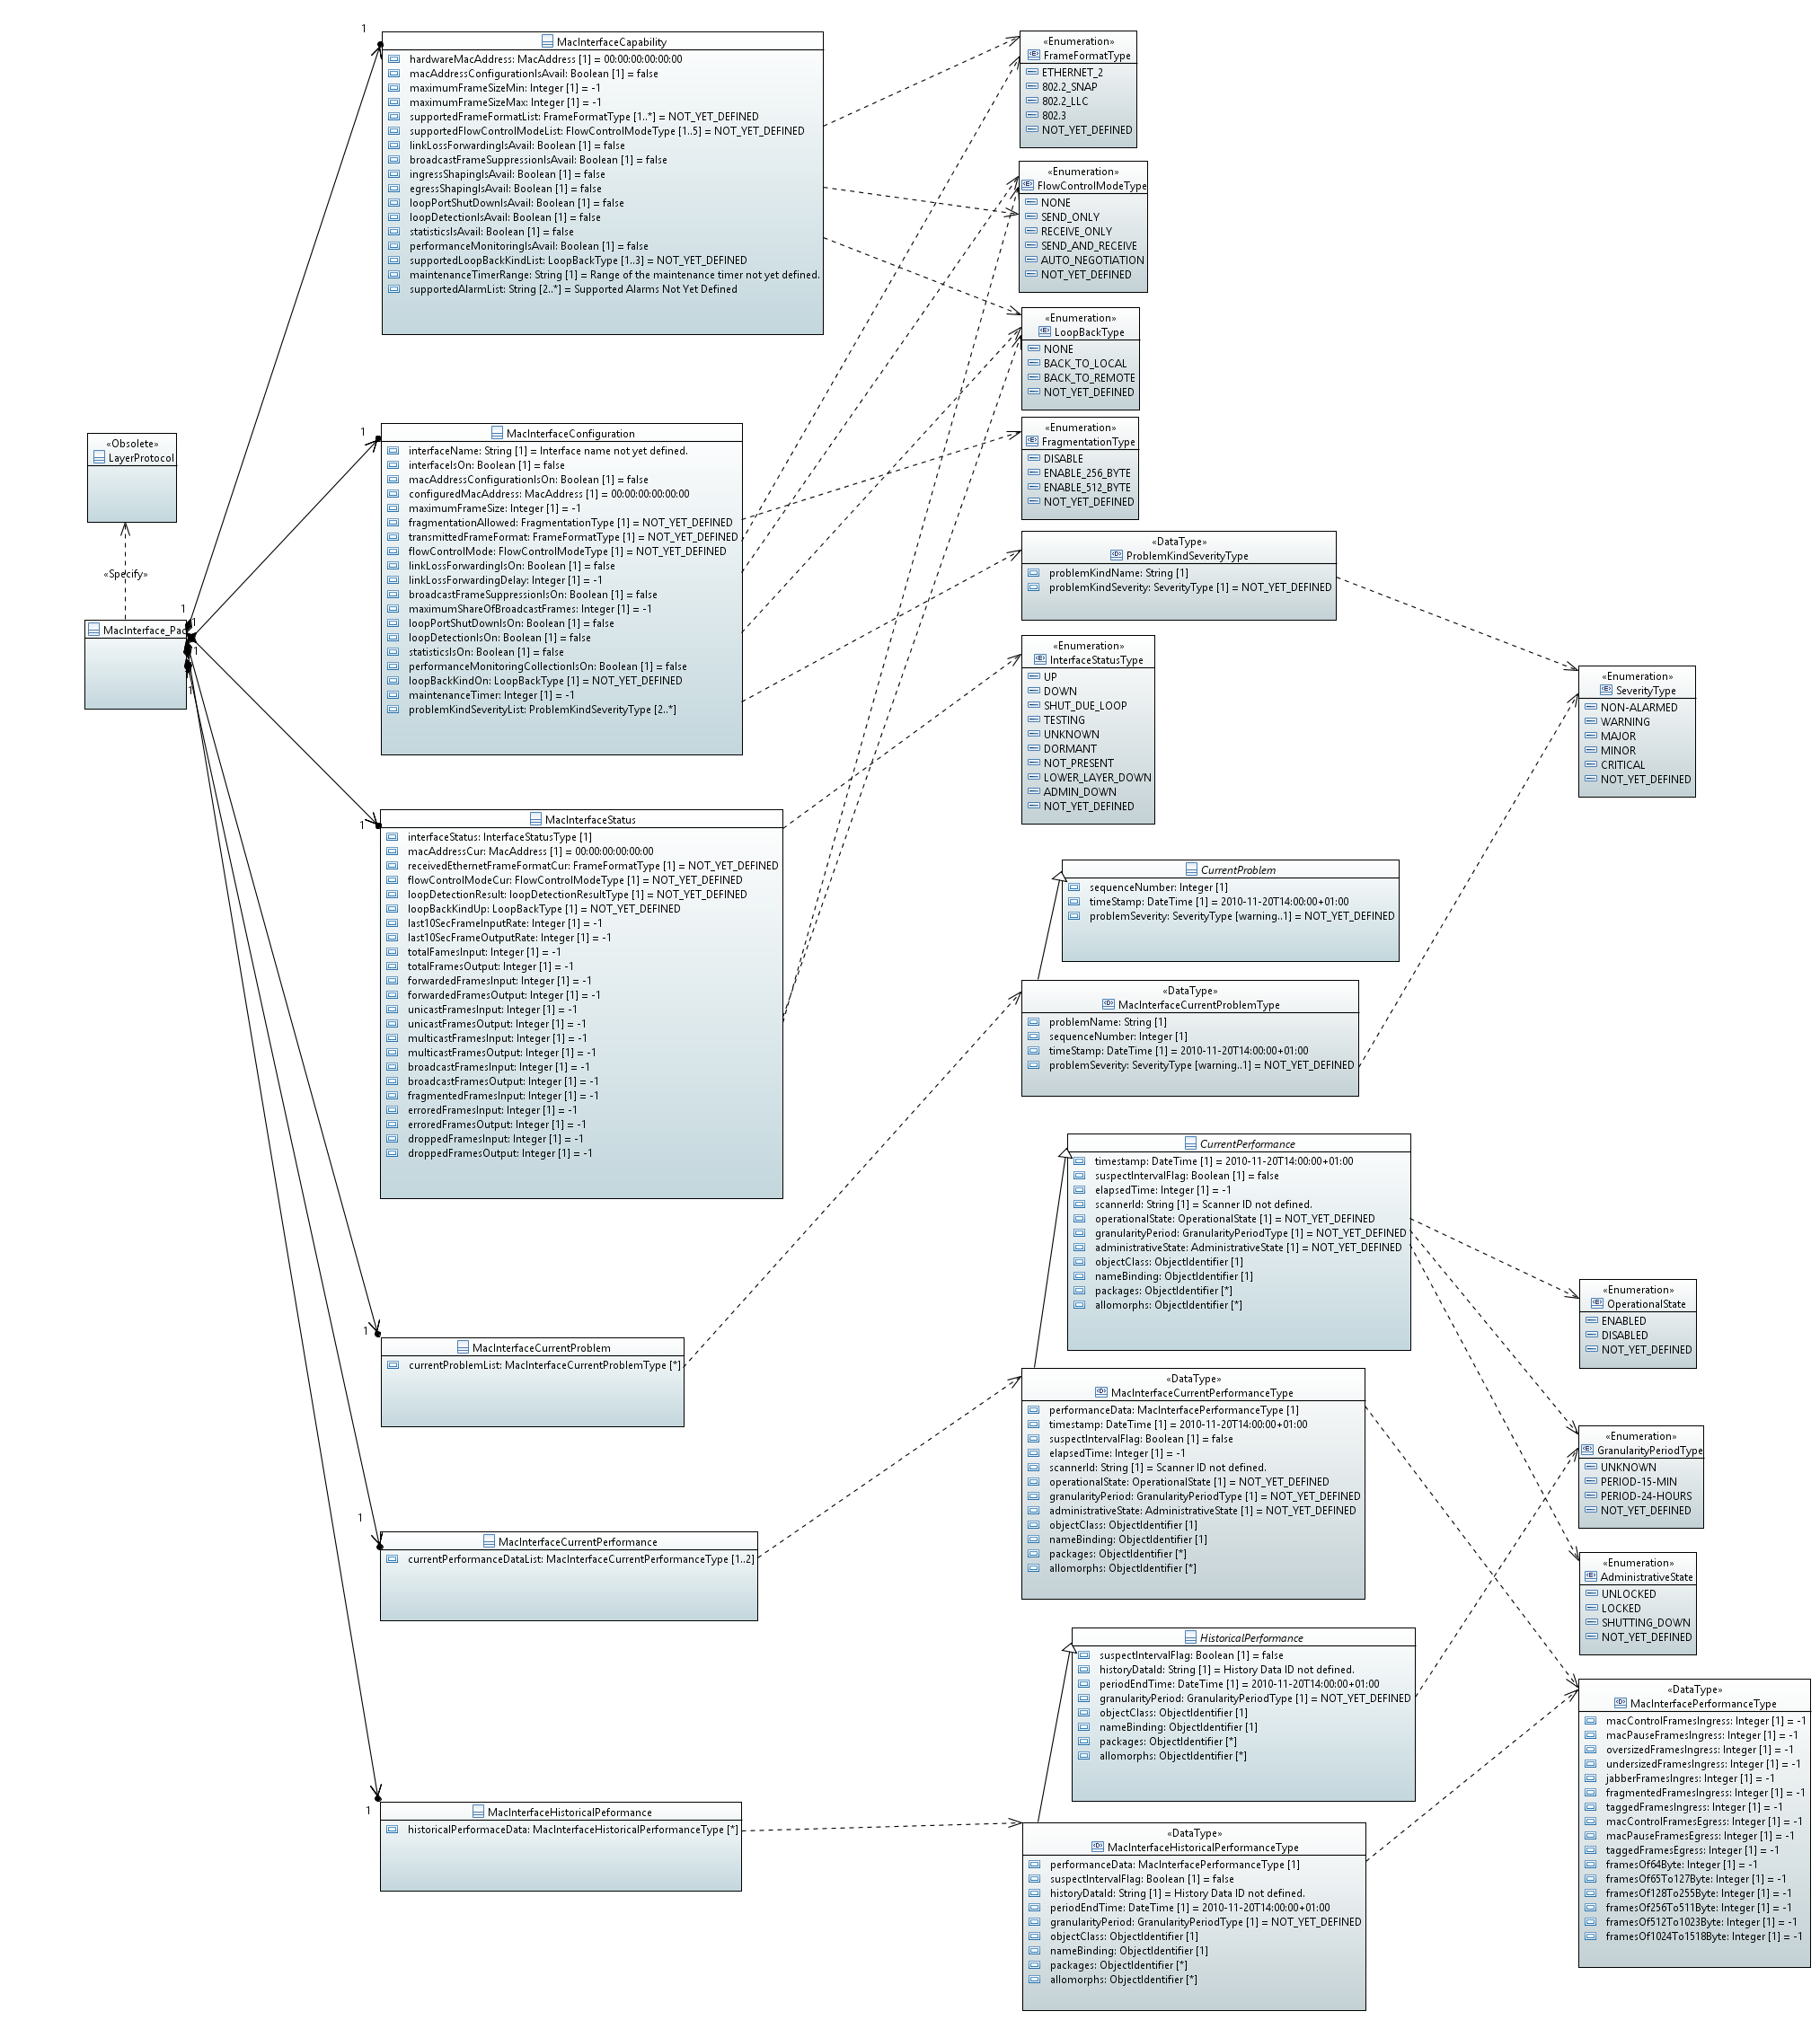 1
MacInterfaceCapability
hardwareMacAddress: MacAddress [1] = 00:00:00:00:00:00
macAddressConfigurationIsAvail: Boolean [1] = false
maximumFrameSizeMin: Integer [1] = -1
maximumFrameSizeMax: Integer [1] = -1
supportedFrameFormatList: FrameFormatType [1..*] = NOT_YET_DEFINED
supportedFlowControlModeList: FlowControlModeType [1..5] = NOT_YET_DEFINED
linkLossForwardingIsAvail: Boolean [1] = false
broadcastFrameSuppressionIsAvail: Boolean [1] = false
ingressShapingIsAvail: Boolean [1] = false
egressShapingIsAvail: Boolean [1] = false
loopPortShutDownIsAvail: Boolean [1] = false
loopDetectionIsAvail: Boolean [1] = false
statisticsIsAvail: Boolean [1] = false
performanceMonitoringIsAvail: Boolean [1] = false
supportedLoopBackKindList: LoopBackType [1..3] = NOT_YET_DEFINED
maintenanceTimerRange: String [1] = Range of the maintenance timer not yet defined.
supportedAlarmList: String [2..*] = Supported Alarms Not Yet Defined
«Enumeration»
FrameFormatType
ETHERNET_2
802.2_SNAP
802.2_LLC
802.3
NOT_YET_DEFINED
«Enumeration»
FlowControlModeType
NONE
SEND_ONLY
RECEIVE_ONLY
SEND_AND_RECEIVE
AUTO_NEGOTIATION
NOT_YET_DEFINED
«Enumeration»
LoopBackType
NONE
BACK_TO_LOCAL
BACK_TO_REMOTE
NOT_YET_DEFINED
«Enumeration»
FragmentationType
DISABLE
ENABLE_256_BYTE
ENABLE_512_BYTE
NOT_YET_DEFINED
«Obsolete»
LayerProtocol
«Specify»
1
1
1
1
MacInterface_Pac
1
MacInterfaceConfiguration
interfaceName: String [1] = Interface name not yet defined.
interfaceIsOn: Boolean [1] = false
macAddressConfigurationIsOn: Boolean [1] = false
configuredMacAddress: MacAddress [1] = 00:00:00:00:00:00
maximumFrameSize: Integer [1] = -1
fragmentationAllowed: FragmentationType [1] = NOT_YET_DEFINED
transmittedFrameFormat: FrameFormatType [1] = NOT_YET_DEFINED
flowControlMode: FlowControlModeType [1] = NOT_YET_DEFINED
linkLossForwardingIsOn: Boolean [1] = false
linkLossForwardingDelay: Integer [1] = -1
broadcastFrameSuppressionIsOn: Boolean [1] = false
maximumShareOfBroadcastFrames: Integer [1] = -1
loopPortShutDownIsOn: Boolean [1] = false
loopDetectionIsOn: Boolean [1] = false
statisticsIsOn: Boolean [1] = false
performanceMonitoringCollectionIsOn: Boolean [1] = false
loopBackKindOn: LoopBackType [1] = NOT_YET_DEFINED
maintenanceTimer: Integer [1] = -1
problemKindSeverityList: ProblemKindSeverityType [2..*]
«DataType»
ProblemKindSeverityType
problemKindName: String [1]
problemKindSeverity: SeverityType [1] = NOT_YET_DEFINED
«Enumeration»
InterfaceStatusType
UP
DOWN
SHUT_DUE_LOOP
TESTING
UNKNOWN
DORMANT
NOT_PRESENT
LOWER_LAYER_DOWN
ADMIN_DOWN
NOT_YET_DEFINED
«Enumeration»
SeverityType
NON-ALARMED
WARNING
MAJOR
MINOR
CRITICAL
NOT_YET_DEFINED
1
MacInterfaceStatus
interfaceStatus: InterfaceStatusType [1]
macAddressCur: MacAddress [1] = 00:00:00:00:00:00
receivedEthernetFrameFormatCur: FrameFormatType [1] = NOT_YET_DEFINED
flowControlModeCur: FlowControlModeType [1] = NOT_YET_DEFINED
loopDetectionResult: loopDetectionResultType [1] = NOT_YET_DEFINED
loopBackKindUp: LoopBackType [1] = NOT_YET_DEFINED
last10SecFrameInputRate: Integer [1] = -1
last10SecFrameOutputRate: Integer [1] = -1
totalFamesInput: Integer [1] = -1
totalFramesOutput: Integer [1] = -1
forwardedFramesInput: Integer [1] = -1
forwardedFramesOutput: Integer [1] = -1
unicastFramesInput: Integer [1] = -1
unicastFramesOutput: Integer [1] = -1
multicastFramesInput: Integer [1] = -1
multicastFramesOutput: Integer [1] = -1
broadcastFramesInput: Integer [1] = -1
broadcastFramesOutput: Integer [1] = -1
fragmentedFramesInput: Integer [1] = -1
erroredFramesInput: Integer [1] = -1
erroredFramesOutput: Integer [1] = -1
droppedFramesInput: Integer [1] = -1
droppedFramesOutput: Integer [1] = -1
CurrentProblem
sequenceNumber: Integer [1]
timeStamp: DateTime [1] = 2010-11-20T14:00:00+01:00
problemSeverity: SeverityType [warning..1] = NOT_YET_DEFINED
«DataType»
MacInterfaceCurrentProblemType
problemName: String [1]
sequenceNumber: Integer [1]
timeStamp: DateTime [1] = 2010-11-20T14:00:00+01:00
problemSeverity: SeverityType [warning..1] = NOT_YET_DEFINED
CurrentPerformance
timestamp: DateTime [1] = 2010-11-20T14:00:00+01:00
suspectIntervalFlag: Boolean [1] = false
elapsedTime: Integer [1] = -1
scannerId: String [1] = Scanner ID not defined.
operationalState: OperationalState [1] = NOT_YET_DEFINED
granularityPeriod: GranularityPeriodType [1] = NOT_YET_DEFINED
administrativeState: AdministrativeState [1] = NOT_YET_DEFINED
objectClass: ObjectIdentifier [1]
nameBinding: ObjectIdentifier [1]
packages: ObjectIdentifier [*]
allomorphs: ObjectIdentifier [*]
«Enumeration»
OperationalState
ENABLED
DISABLED
NOT_YET_DEFINED
1
MacInterfaceCurrentProblem
currentProblemList: MacInterfaceCurrentProblemType [*]
«DataType»
MacInterfaceCurrentPerformanceType
performanceData: MacInterfacePerformanceType [1]
timestamp: DateTime [1] = 2010-11-20T14:00:00+01:00
suspectIntervalFlag: Boolean [1] = false
elapsedTime: Integer [1] = -1
scannerId: String [1] = Scanner ID not defined.
operationalState: OperationalState [1] = NOT_YET_DEFINED
granularityPeriod: GranularityPeriodType [1] = NOT_YET_DEFINED
administrativeState: AdministrativeState [1] = NOT_YET_DEFINED
objectClass: ObjectIdentifier [1]
nameBinding: ObjectIdentifier [1]
packages: ObjectIdentifier [*]
allomorphs: ObjectIdentifier [*]
«Enumeration»
GranularityPeriodType
UNKNOWN
PERIOD-15-MIN
PERIOD-24-HOURS
NOT_YET_DEFINED
1
MacInterfaceCurrentPerformance
currentPerformanceDataList: MacInterfaceCurrentPerformanceType [1..2]
«Enumeration»
AdministrativeState
UNLOCKED
LOCKED
SHUTTING_DOWN
NOT_YET_DEFINED
HistoricalPerformance
suspectIntervalFlag: Boolean [1] = false
historyDataId: String [1] = History Data ID not defined.
periodEndTime: DateTime [1] = 2010-11-20T14:00:00+01:00
granularityPeriod: GranularityPeriodType [1] = NOT_YET_DEFINED
objectClass: ObjectIdentifier [1]
nameBinding: ObjectIdentifier [1]
packages: ObjectIdentifier [*]
allomorphs: ObjectIdentifier [*]
«DataType»
MacInterfacePerformanceType
macControlFramesIngress: Integer [1] = -1
macPauseFramesIngress: Integer [1] = -1
oversizedFramesIngress: Integer [1] = -1
undersizedFramesIngress: Integer [1] = -1
jabberFramesIngres: Integer [1] = -1
fragmentedFramesIngress: Integer [1] = -1
taggedFramesIngress: Integer [1] = -1
macControlFramesEgress: Integer [1] = -1
macPauseFramesEgress: Integer [1] = -1
taggedFramesEgress: Integer [1] = -1
framesOf64Byte: Integer [1] = -1
framesOf65To127Byte: Integer [1] = -1
framesOf128To255Byte: Integer [1] = -1
framesOf256To511Byte: Integer [1] = -1
framesOf512To1023Byte: Integer [1] = -1
framesOf1024To1518Byte: Integer [1] = -1
1
MacInterfaceHistoricalPeformance
historicalPerformaceData: MacInterfaceHistoricalPerformanceType [*]
«DataType»
MacInterfaceHistoricalPerformanceType
performanceData: MacInterfacePerformanceType [1]
suspectIntervalFlag: Boolean [1] = false
historyDataId: String [1] = History Data ID not defined.
periodEndTime: DateTime [1] = 2010-11-20T14:00:00+01:00
granularityPeriod: GranularityPeriodType [1] = NOT_YET_DEFINED
objectClass: ObjectIdentifier [1]
nameBinding: ObjectIdentifier [1]
packages: ObjectIdentifier [*]
allomorphs: ObjectIdentifier [*]